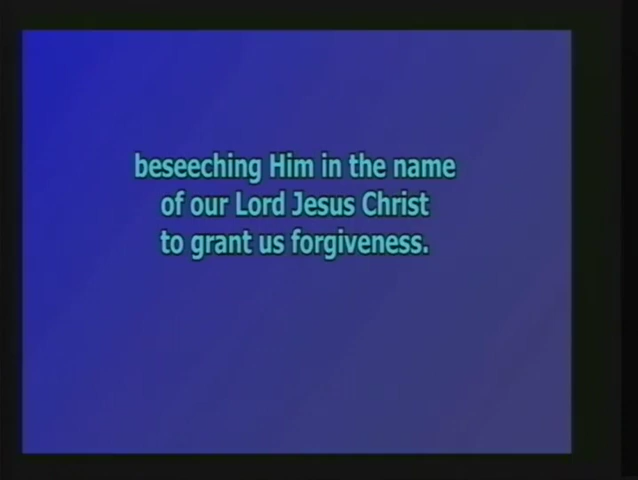 beseeching Him in the name
of our Lord Jesus Christ
to grant us forgiveness.